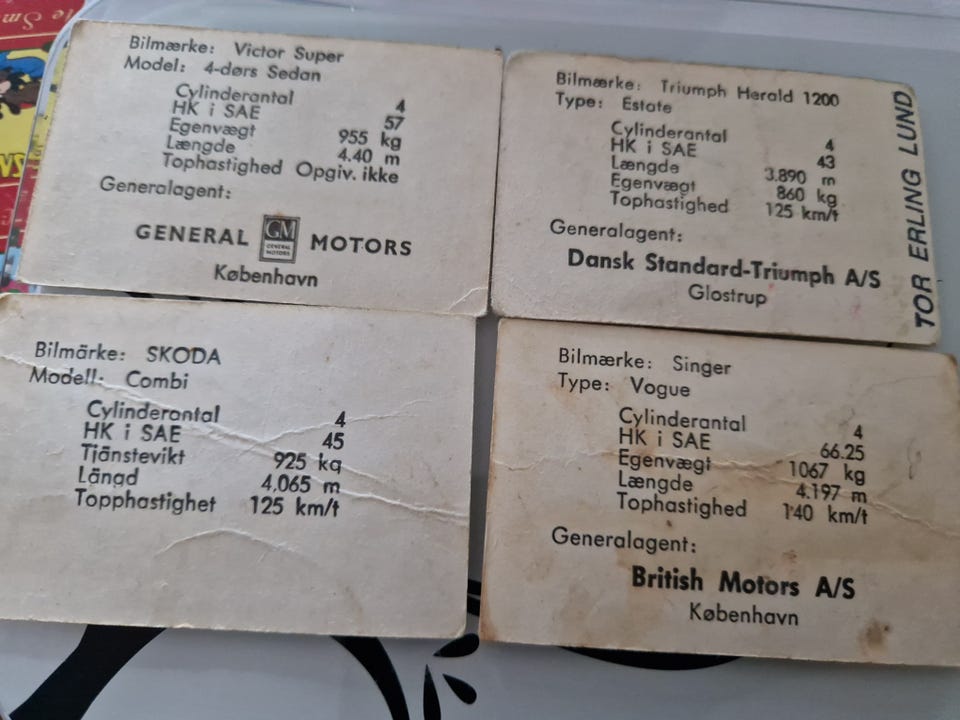 Bilmærke: Victor Super
Model: 4-dørs Sedan
Cylinderantal 4
HK i SAE 57
Egenvægt 955 kg
Længde 4.40 m
Tophastighed Opgiv. ikke
Generalagent:
GENERAL GM GENERAL MOTORS MOTORS
København
Bilmærke: Triumph Herald 1200
Type: Estate
Cylinderantal 4
HK i SAE 43
Længde 3.890 m
Egenvægt 860 kg
Tophastighed 125 km/t
Generalagent:
Dansk Standard-Triumph A/S
Glostrup
TOR ERLING LUND
Bilmärke: SKODA
Modell: Combi
Cylinderantal 4
HK i SAE 45
Tjänstevikt 925 kg
Längd 4.065 m
Topphastighet 125 km/t
Bilmærke: Singer
Type: Vogue
Cylinderantal 4
HK i SAE 66.25
Egenvægt 1067 kg
Længde 4.197 m
Tophastighed 140 km/t
Generalagent:
British Motors A/S
København